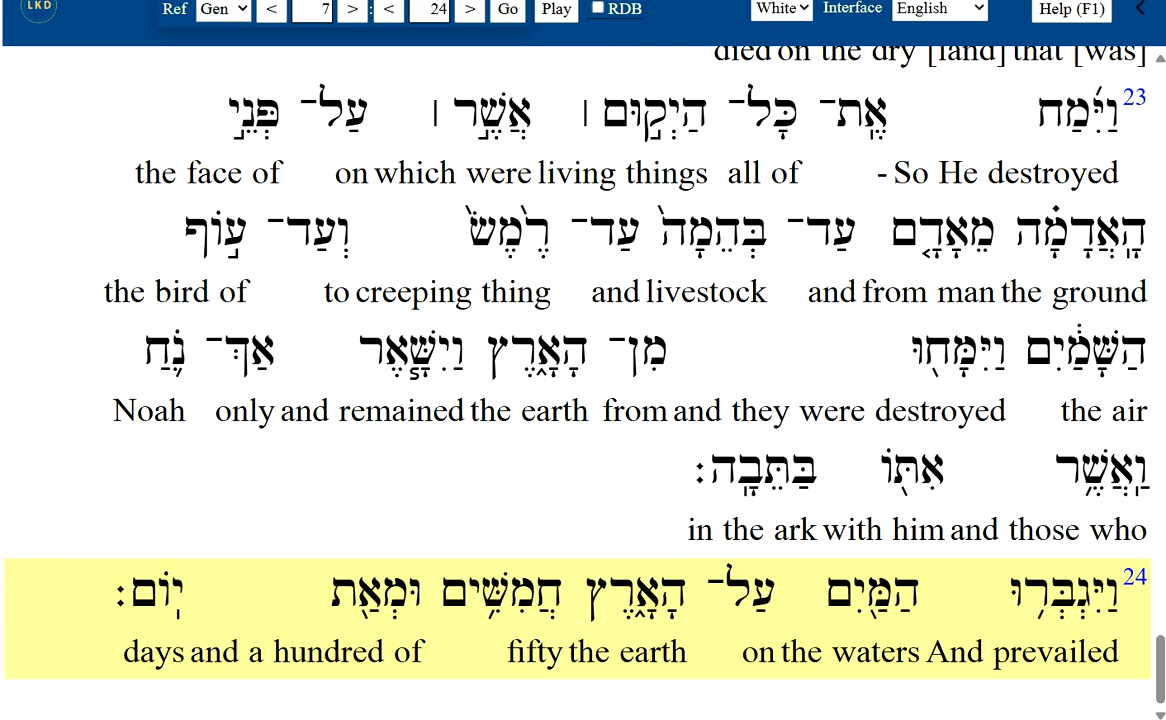 LKD Ref Gen < 7 > : < 24 > Go Play RDB White Interface English Help (F1) <
died on the dry [land] that [was]
23 וַיִּ֜מַח אֶֽת־ כָּל־ הַיְק֣וּם ׀ אֲשֶׁ֣ר ׀ עַל־ פְּנֵ֣י
the face of on which were living things all of - So He destroyed
הָֽאֲדָמָ֗ה מֵאָדָ֤ם עַד־ בְּהֵמָה֙ עַד־ רֶ֙מֶשׂ֙ וְעַד־ ע֣וֹף
the bird of to creeping thing and livestock and from man the ground
הַשָּׁמַ֔יִם וַיִּמָּח֖וּ מִן־ הָאָ֑רֶץ וַיִּשָּׁ֧אֶר אַךְ־ נֹ֛חַ
Noah only and remained the earth from and they were destroyed the air
וַֽאֲשֶׁ֥ר אִתּ֖וֹ בַּתֵּבָֽה׃
in the ark with him and those who
24 וַיִּגְבְּר֥וּ הַמַּ֖יִם עַל־ הָאָ֑רֶץ חֲמִשִּׁ֥ים וּמְאַ֖ת יֽוֹם׃
days and a hundred of fifty the earth on the waters And prevailed